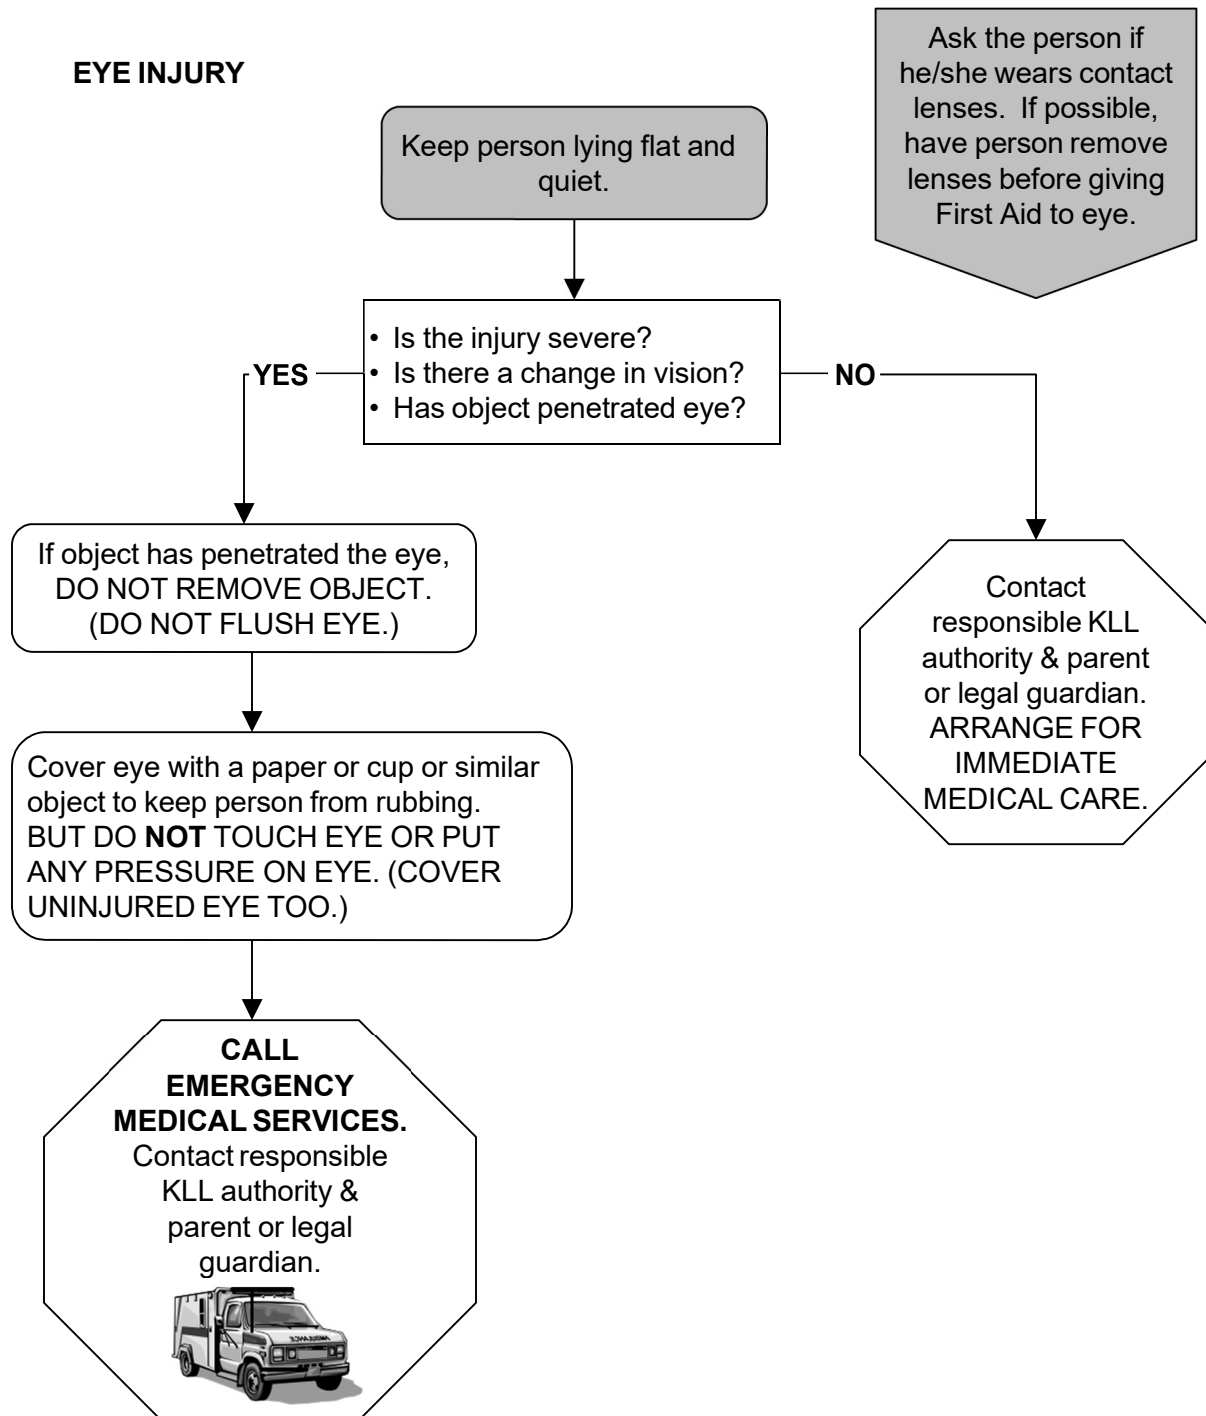 EYE INJURY
Ask the person if
he/she wears contact
lenses.  If possible,
have person remove
lenses before giving
First Aid to eye.
Keep person lying flat and
quiet.
• Is the injury severe?
• Is there a change in vision?
• Has object penetrated eye?
YES
NO
If object has penetrated the eye,
DO NOT REMOVE OBJECT.
(DO NOT FLUSH EYE.)
Contact
responsible KLL
authority & parent
or legal guardian.
ARRANGE FOR
IMMEDIATE
MEDICAL CARE.
Cover eye with a paper or cup or similar
object to keep person from rubbing.
BUT DO NOT TOUCH EYE OR PUT
ANY PRESSURE ON EYE. (COVER
UNINJURED EYE TOO.)
CALL
EMERGENCY
MEDICAL SERVICES.
Contact responsible
KLL authority &
parent or legal
guardian.
AMBULANCE